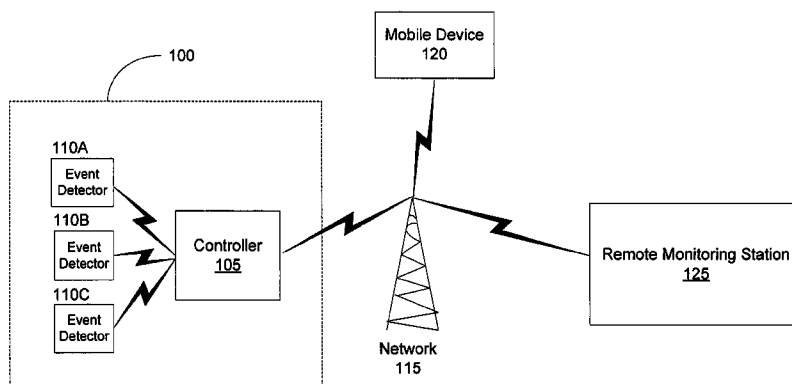 Mobile Device
120
100
110A
Event
Detector
110B
Event
Detector
110C
Event
Detector
Controller
105
Network
115
Remote Monitoring Station
125